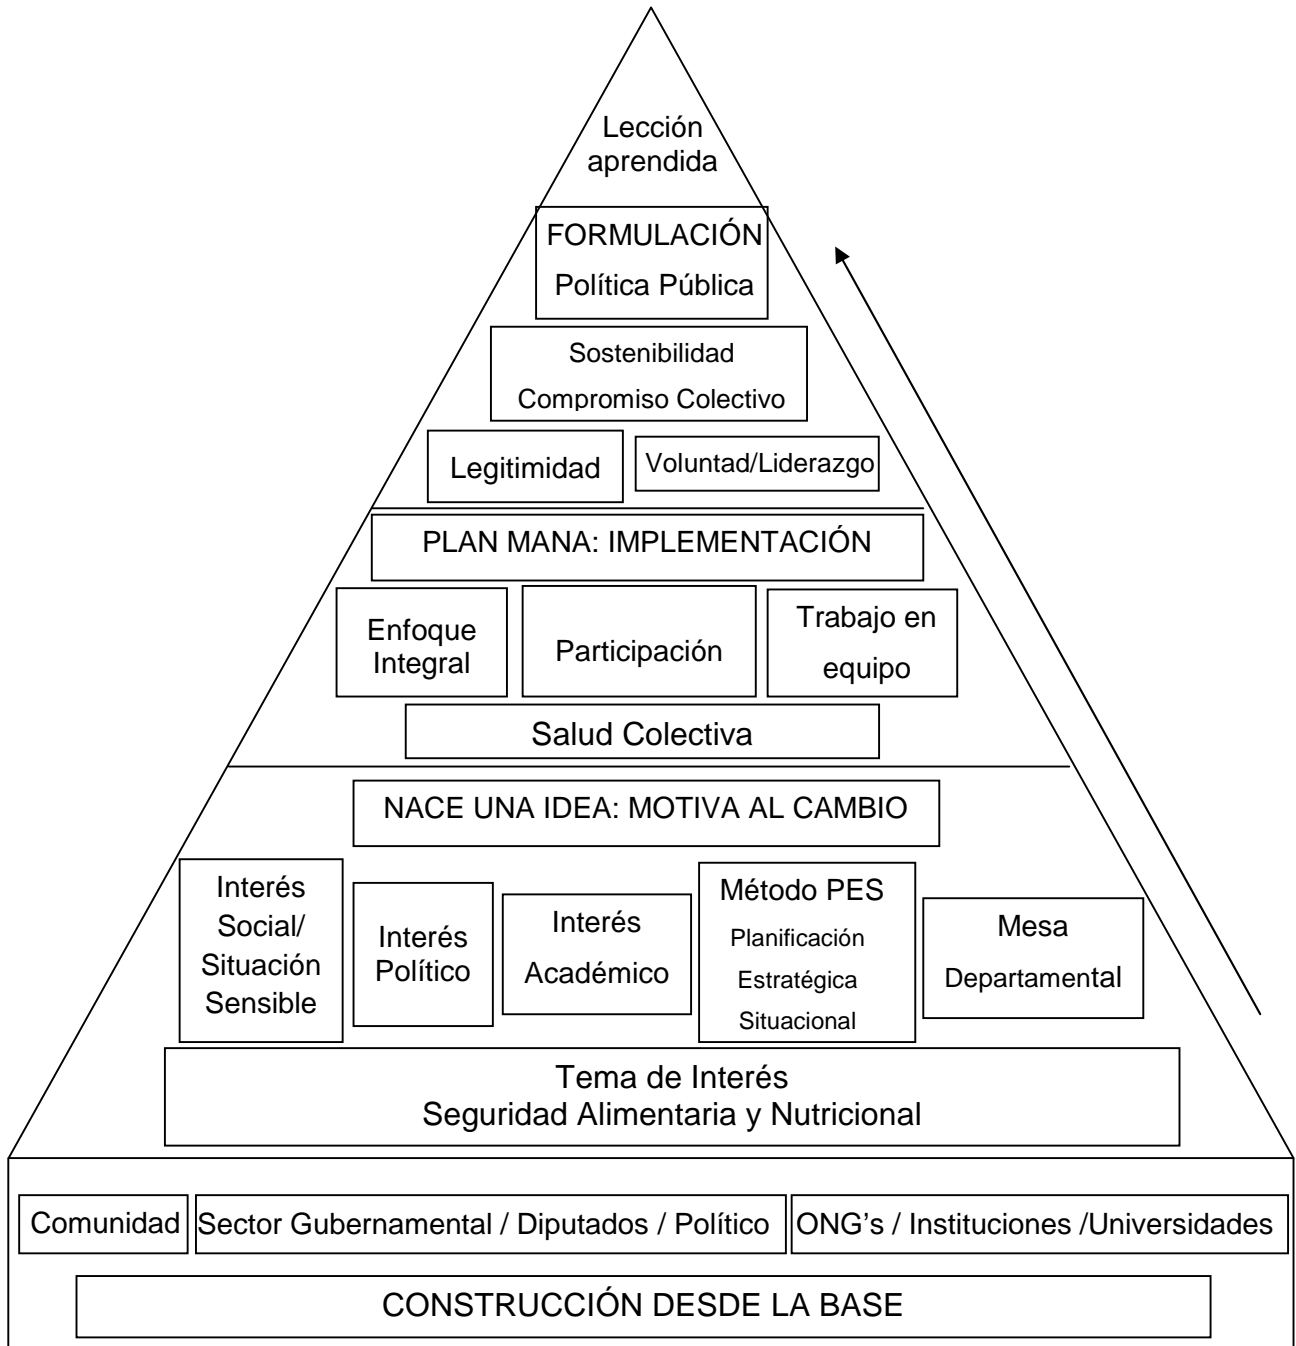 Lección
aprendida
FORMULACIÓN
Política Pública
Sostenibilidad
Compromiso Colectivo
Legitimidad
Voluntad/Liderazgo
PLAN MANA: IMPLEMENTACIÓN
Enfoque
Integral
Participación
Trabajo en
equipo
Salud Colectiva
NACE UNA IDEA: MOTIVA AL CAMBIO
Interés
Social/
Situación
Sensible
Interés
Político
Interés
Académico
Método PES
Planificación
Estratégica
Situacional
Mesa
Departamental
Tema de Interés
Seguridad Alimentaria y Nutricional
Comunidad
Sector Gubernamental / Diputados / Político
ONG’s / Instituciones /Universidades
CONSTRUCCIÓN DESDE LA BASE